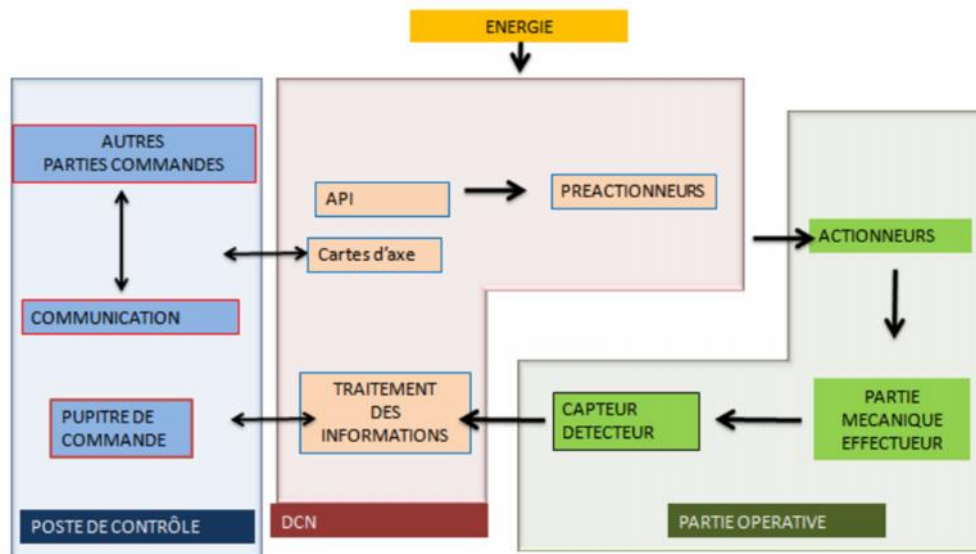 ENERGIE
AUTRES
PARTIES COMMANDES
API
PREACTIONNEURS
Cartes d'axe
ACTIONNEURS
COMMUNICATION
PUPITRE DE
COMMANDE
TRAITEMENT
DES
INFORMATIONS
CAPTEUR
DETECTEUR
PARTIE
MECANIQUE
EFFECTUEUR
POSTE DE CONTRÔLE
DCN
PARTIE OPERATIVE